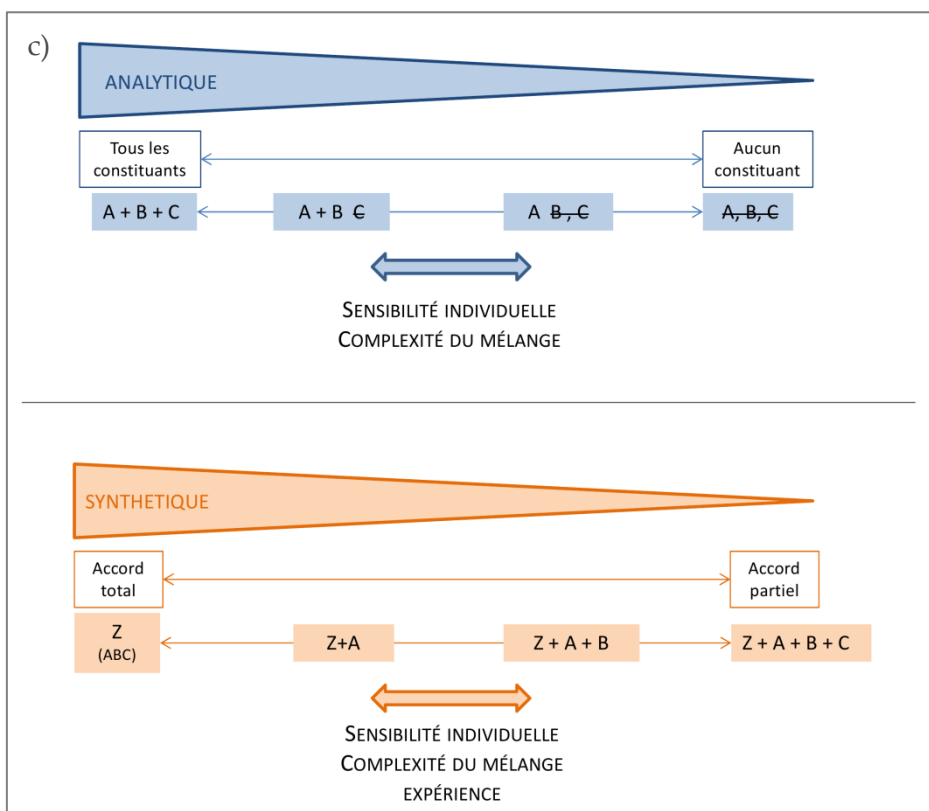 c)
ANALYTIQUE
Tous les
constituants
Aucun
constituant
A + B + C
A + B C
A B , C
A, B, C
SENSIBILITÉ INDIVIDUELLE
COMPLEXITÉ DU MÉLANGE
SYNTHETIQUE
Accord
total
Accord
partiel
Z
(ABC)
Z+A
Z + A + B
Z + A + B + C
SENSIBILITÉ INDIVIDUELLE
COMPLEXITÉ DU MÉLANGE
EXPÉRIENCE